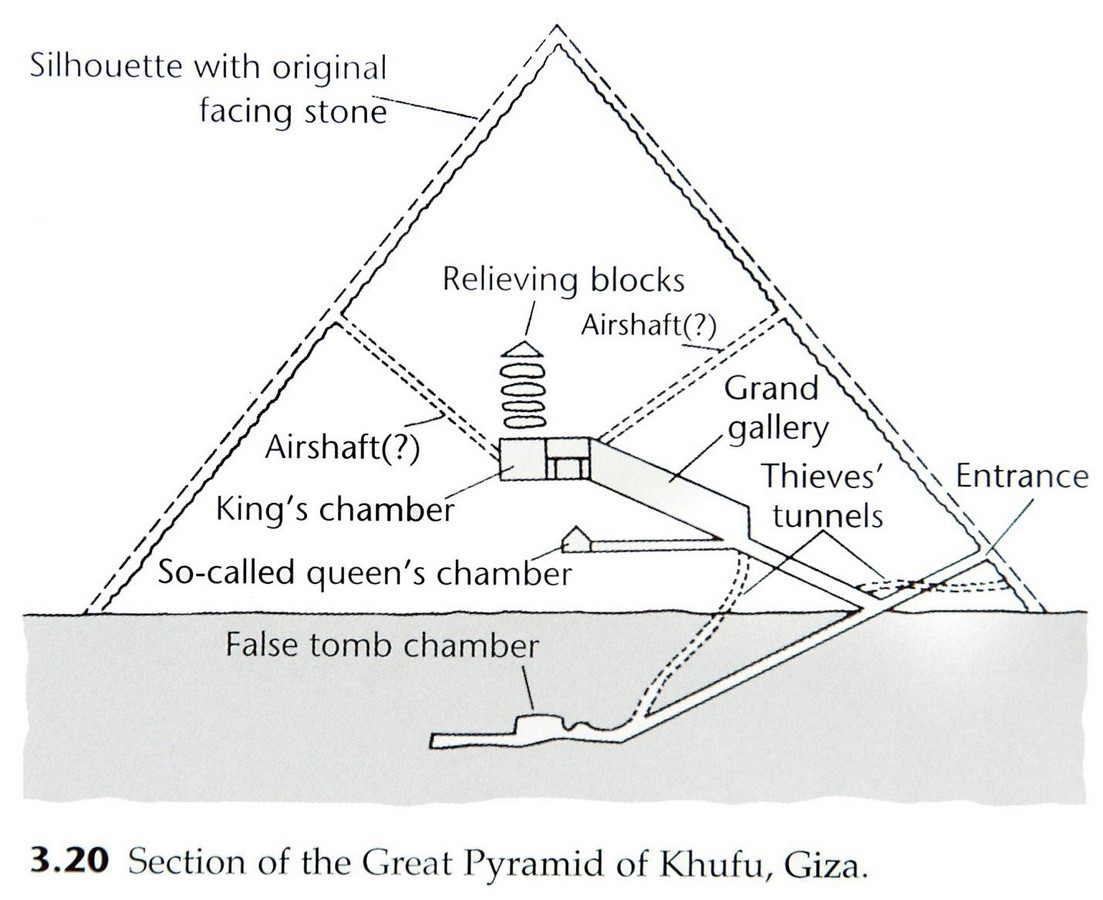 Silhouette with original
facing stone
Relieving blocks
Airshaft(?)
Grand
gallery
Airshaft(?)
Thieves'
tunnels
Entrance
King's chamber
So-called queen's chamber
False tomb chamber
3.20 Section of the Great Pyramid of Khufu, Giza.